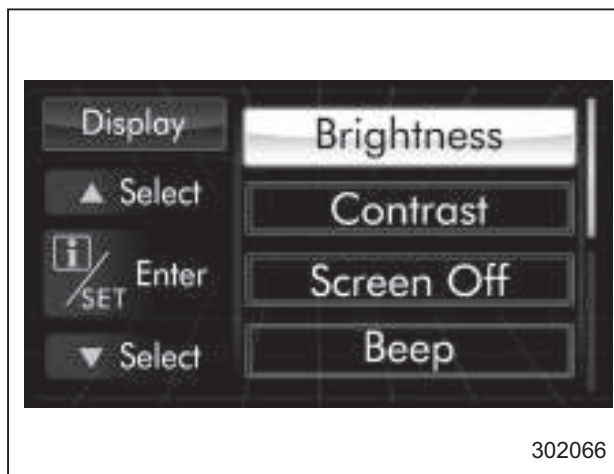 Display
▲ Select
i/SET Enter
▼ Select
Brightness
Contrast
Screen Off
Beep
302066